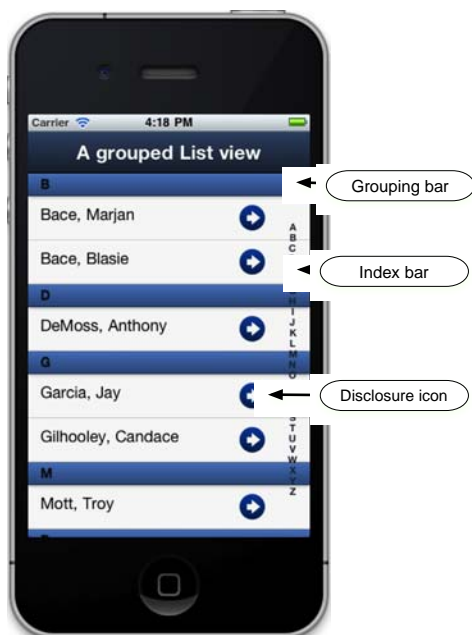 Carrier 4:18 PM
A grouped List view
B
Grouping bar
Bace, Marjan
Bace, Blasie
Index bar
D
DeMoss, Anthony
G
Garcia, Jay
Disclosure icon
Gilhooley, Candace
M
Mott, Troy
A
B
C
H
I
J
K
L
M
N
O
S
T
U
V
W
X
Y
Z